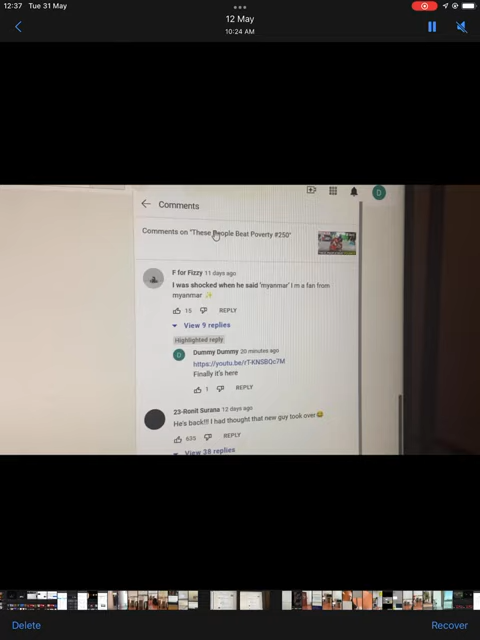 12:37 Tue 31 May
12 May
10:24 AM
D
Comments
Comments on "These People Beat Poverty #250"
F for Fizzy 11 days ago
I was shocked when he said "myanmar" I m a fan from
myanmar ✨
15 REPLY
View 9 replies
Highlighted reply
D Dummy Dummy 20 minutes ago
https://youtu.be/rT-KNSBQc7M
Finally it's here
1 REPLY
23-Ronit Surana 12 days ago
He's back!!! I had thought that new guy took over😂
635 REPLY
View 38 replies
Delete Recover